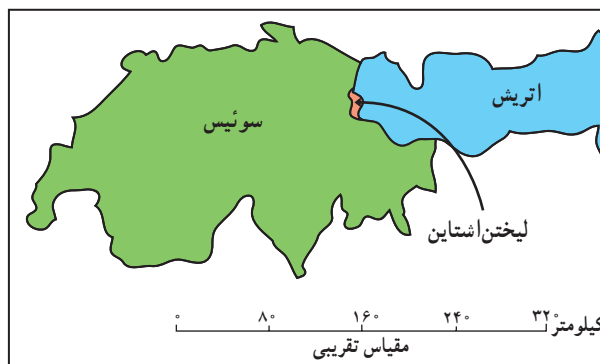 اتریش
سوئیس
لیختن‌اشتاین
۰ ۸۰ ۱۶۰ ۲۴۰ ۳۲۰ کیلومتر
مقیاس تقریبی